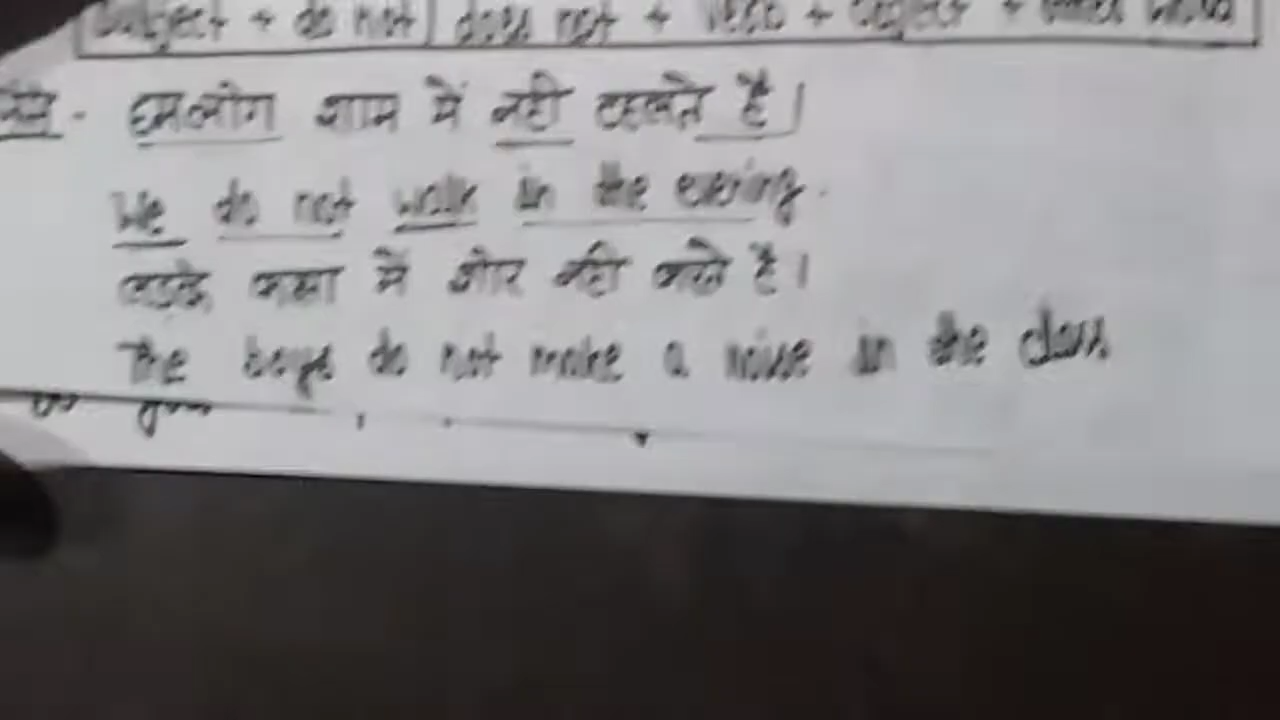 Subject + do not / does not + verb + object + other word
जैसे - हमलोग शाम में नही टहलते है।
We do not walk in the evening.
लड़के कक्षा में शोर नही करते है।
The boys do not make a noise in the class